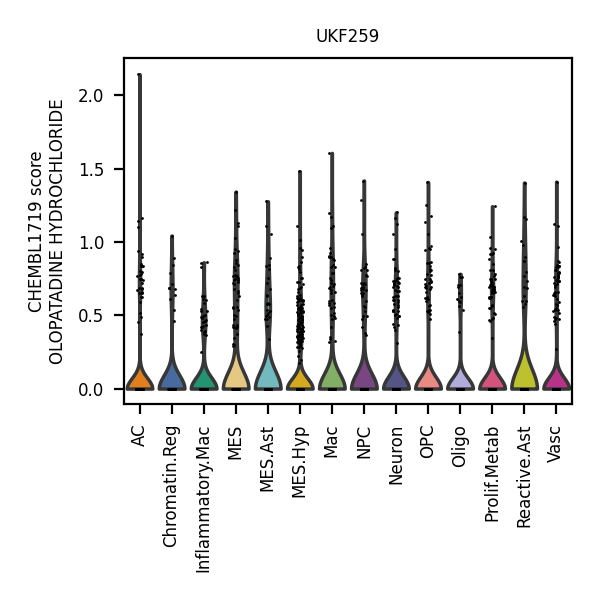 UKF259
CHEMBL1719 score
OLOPATADINE HYDROCHLORIDE
2.0
1.5
1.0
0.5
0.0
AC
Chromatin.Reg
Inflammatory.Mac
MES
MES.Ast
MES.Hyp
Mac
NPC
Neuron
OPC
Oligo
Prolif.Metab
Reactive.Ast
Vasc